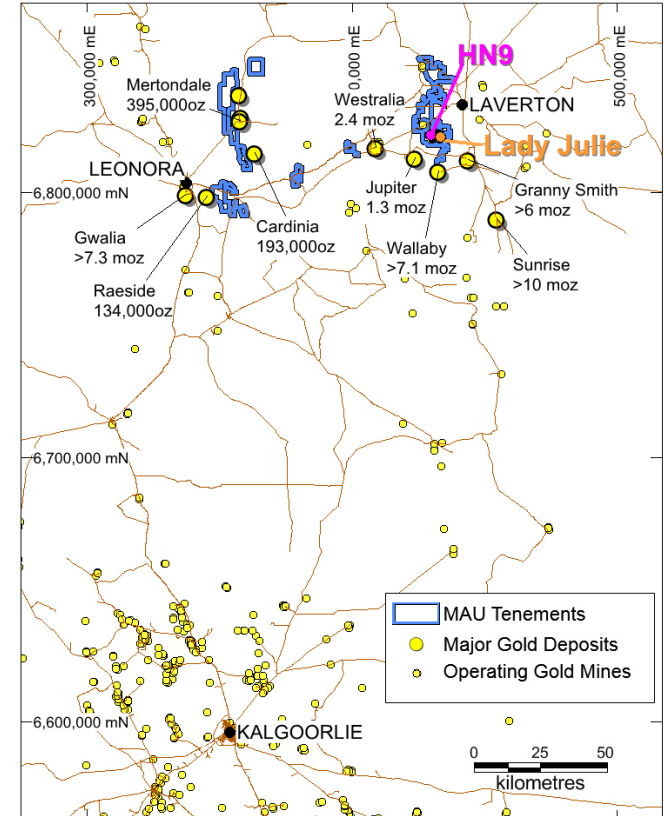 300,000 mE
0,000 mE
500,000 mE
HN9
Mertondale
395,000oz
Westralia
2.4 moz
LAVERTON
Lady Julie
LEONORA
6,800,000 mN
Jupiter
1.3 moz
Granny Smith
>6 moz
Gwalia
>7.3 moz
Cardinia
193,000oz
Wallaby
>7.1 moz
Sunrise
>10 moz
Raeside
134,000oz
6,700,000 mN
MAU Tenements
Major Gold Deposits
Operating Gold Mines
6,600,000 mN
KALGOORLIE
0 25 50
kilometres